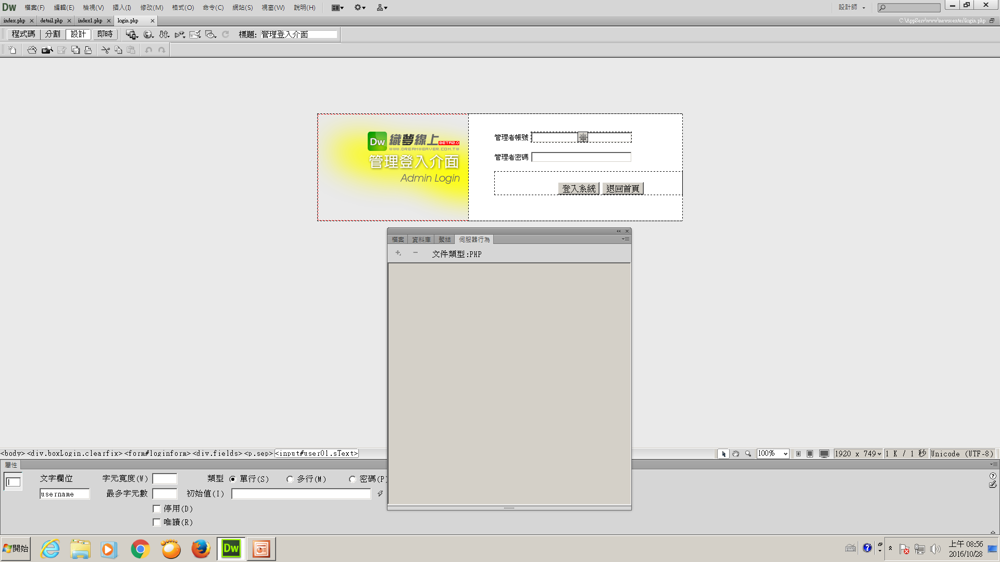 Dw 檔案(F) 編輯(E) 檢視(V) 插入(I) 修改(M) 格式(O) 命令(C) 網站(S) 視窗(W) 說明(H) 設計師
index.php detail.php index1.php login.php C:\AppServ\www\newscenter\login.php
程式碼 分割 設計 即時 標題: 管理登入介面
Br
Dw 織夢線上 BETA2.0
WWW.DREAMWEAVER.COM.TW
管理登入介面
Admin Login
管理者帳號
管理者密碼
登入系統 退回首頁
檔案 資料庫 繫結 伺服器行為
文件類型:PHP
<body> <div.boxLogin.clearfix> <form#loginform> <div.fields> <p.sep> <input#user01.sText> 100% 1920 x 749 1 K / 1 秒 Unicode (UTF-8)
屬性
文字欄位 字元寬度(W) 類型 單行(S) 多行(M) 密碼(P)
username 最多字元數 初始值(I)
停用(D)
唯讀(R)
開始 Dw 上午 08:56
2016/10/28